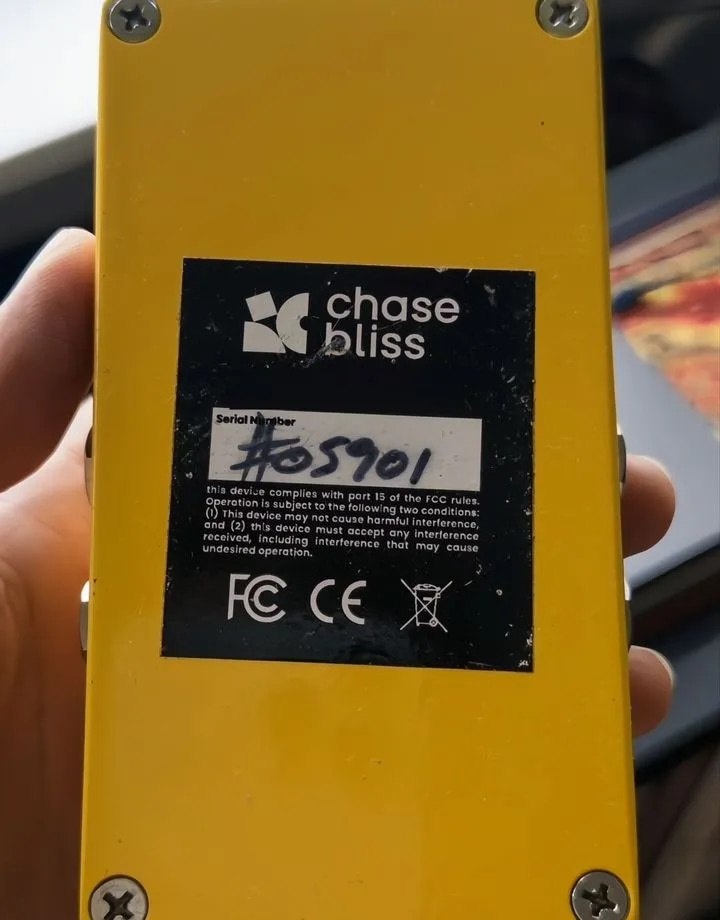 chase
bliss
Serial Number
#05901
this device complies with part 15 of the FCC rules.
Operation is subject to the following two conditions:
(1) This device may not cause harmful interference,
and (2) this device must accept any interference
received, including interference that may cause
undesired operation.
FC CE